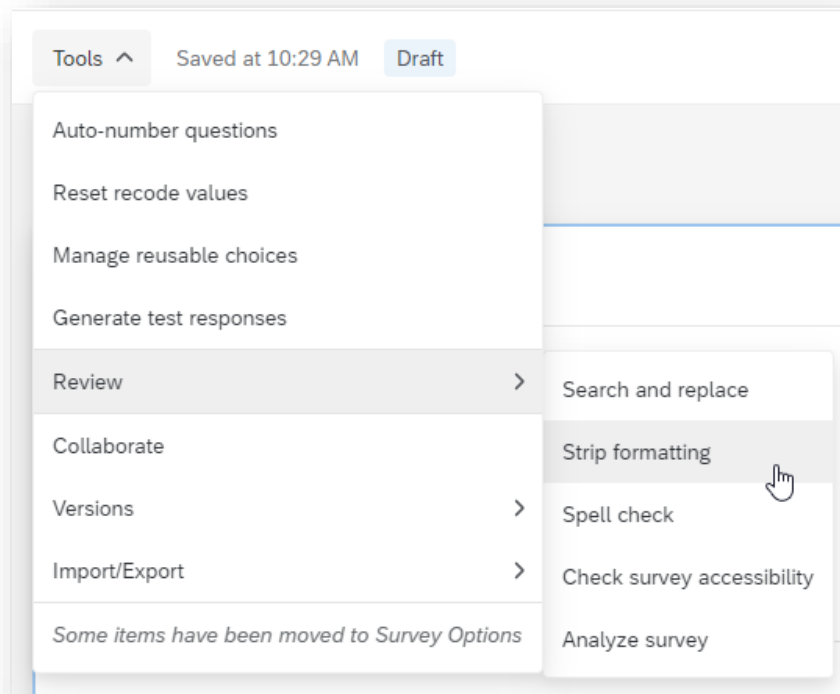 Tools
Saved at 10:29 AM
Draft
Auto-number questions
Reset recode values
Manage reusable choices
Generate test responses
Review
Collaborate
Versions
Import/Export
Some items have been moved to Survey Options
Search and replace
Strip formatting
Spell check
Check survey accessibility
Analyze survey